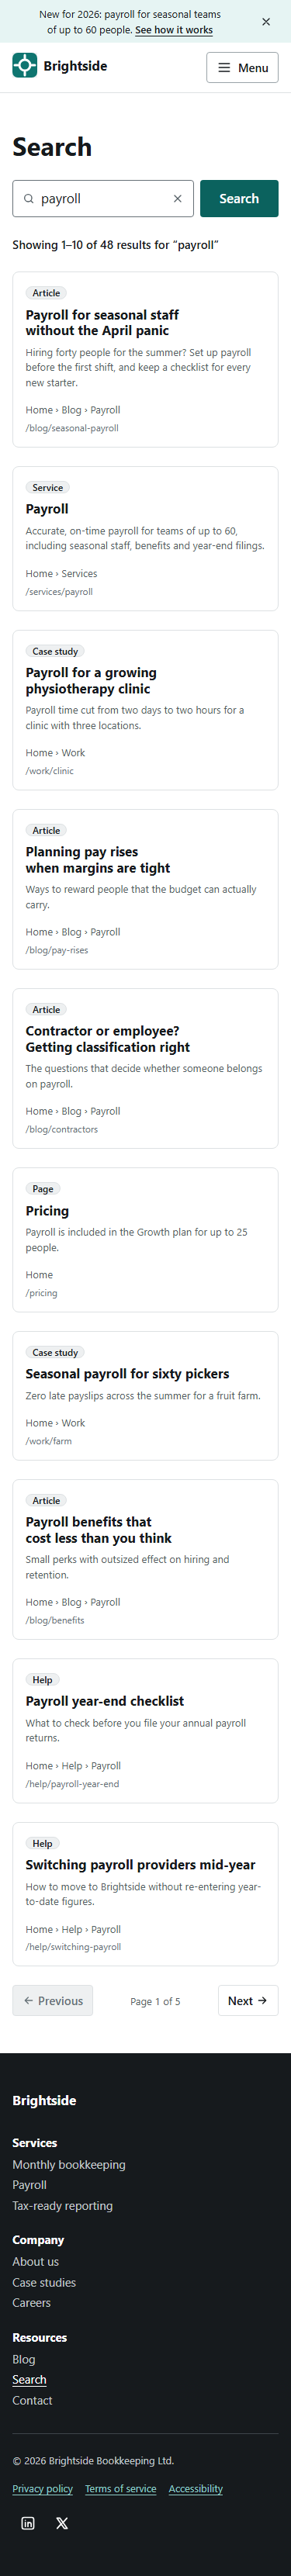 New for 2026: payroll for seasonal teams
of up to 60 people. See how it works
Brightside
Menu
Search
payroll
Search
Showing 1–10 of 48 results for “payroll”
Article
Payroll for seasonal staff
without the April panic
Hiring forty people for the summer? Set up payroll
before the first shift, and keep a checklist for every
new starter.
Home › Blog › Payroll
/blog/seasonal-payroll
Service
Payroll
Accurate, on-time payroll for teams of up to 60,
including seasonal staff, benefits and year-end filings.
Home › Services
/services/payroll
Case study
Payroll for a growing
physiotherapy clinic
Payroll time cut from two days to two hours for a
clinic with three locations.
Home › Work
/work/clinic
Article
Planning pay rises
when margins are tight
Ways to reward people that the budget can actually
carry.
Home › Blog › Payroll
/blog/pay-rises
Article
Contractor or employee?
Getting classification right
The questions that decide whether someone belongs
on payroll.
Home › Blog › Payroll
/blog/contractors
Page
Pricing
Payroll is included in the Growth plan for up to 25
people.
Home
/pricing
Case study
Seasonal payroll for sixty pickers
Zero late payslips across the summer for a fruit farm.
Home › Work
/work/farm
Article
Payroll benefits that
cost less than you think
Small perks with outsized effect on hiring and
retention.
Home › Blog › Payroll
/blog/benefits
Help
Payroll year-end checklist
What to check before you file your annual payroll
returns.
Home › Help › Payroll
/help/payroll-year-end
Help
Switching payroll providers mid-year
How to move to Brightside without re-entering year-
to-date figures.
Home › Help › Payroll
/help/switching-payroll
← Previous
Page 1 of 5
Next →
Brightside
Services
Monthly bookkeeping
Payroll
Tax-ready reporting
Company
About us
Case studies
Careers
Resources
Blog
Search
Contact
© 2026 Brightside Bookkeeping Ltd.
Privacy policy Terms of service Accessibility